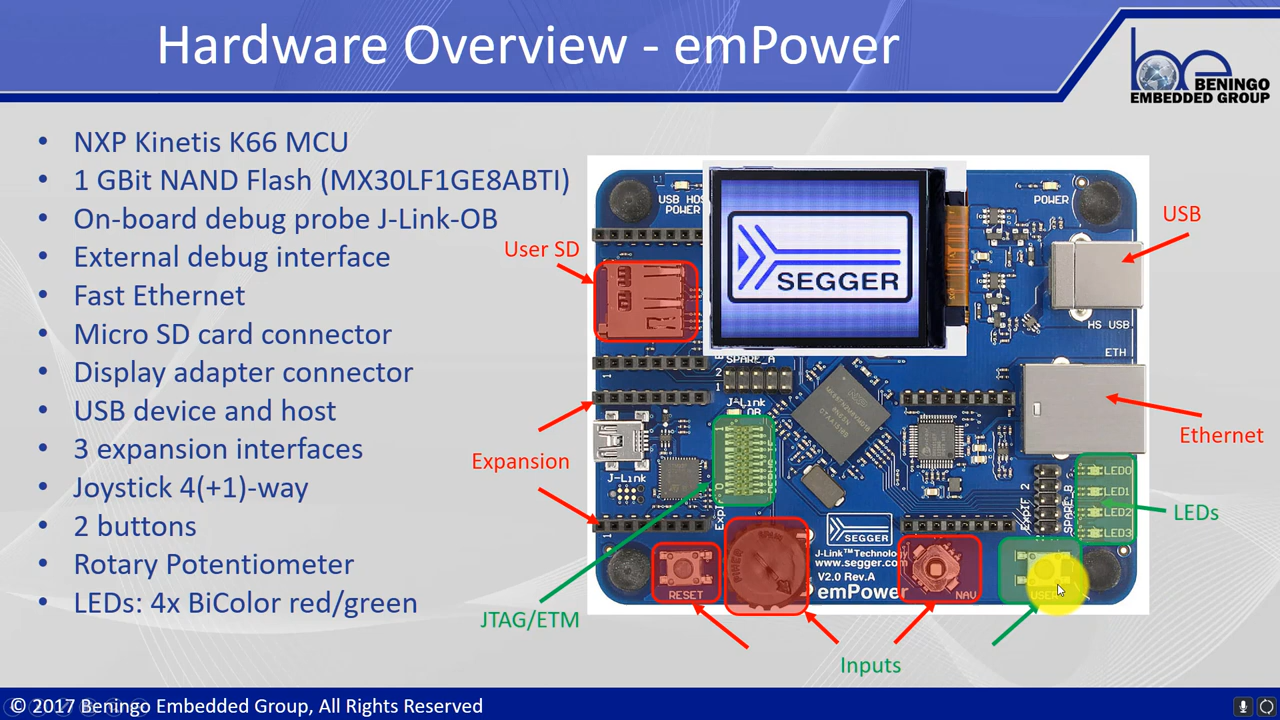 Hardware Overview - emPower
BENINGO
EMBEDDED GROUP
• NXP Kinetis K66 MCU
• 1 GBit NAND Flash (MX30LF1GE8ABTI)
• On-board debug probe J-Link-OB
• External debug interface
• Fast Ethernet
• Micro SD card connector
• Display adapter connector
• USB device and host
• 3 expansion interfaces
• Joystick 4(+1)-way
• 2 buttons
• Rotary Potentiometer
• LEDs: 4x BiColor red/green
User SD
Expansion
JTAG/ETM
USB
Ethernet
LEDs
Inputs
POWER
POWER
SEGGER
HS USB
ETH
SPARE_A
2
1
J-Link
OB
J-Link
LED0
LED1
LED2
LED3
SPARE_B
SEGGER
www.segger.com
V2.0 Rev.A
emPower
RESET
NAV
© 2017 Beningo Embedded Group, All Rights Reserved